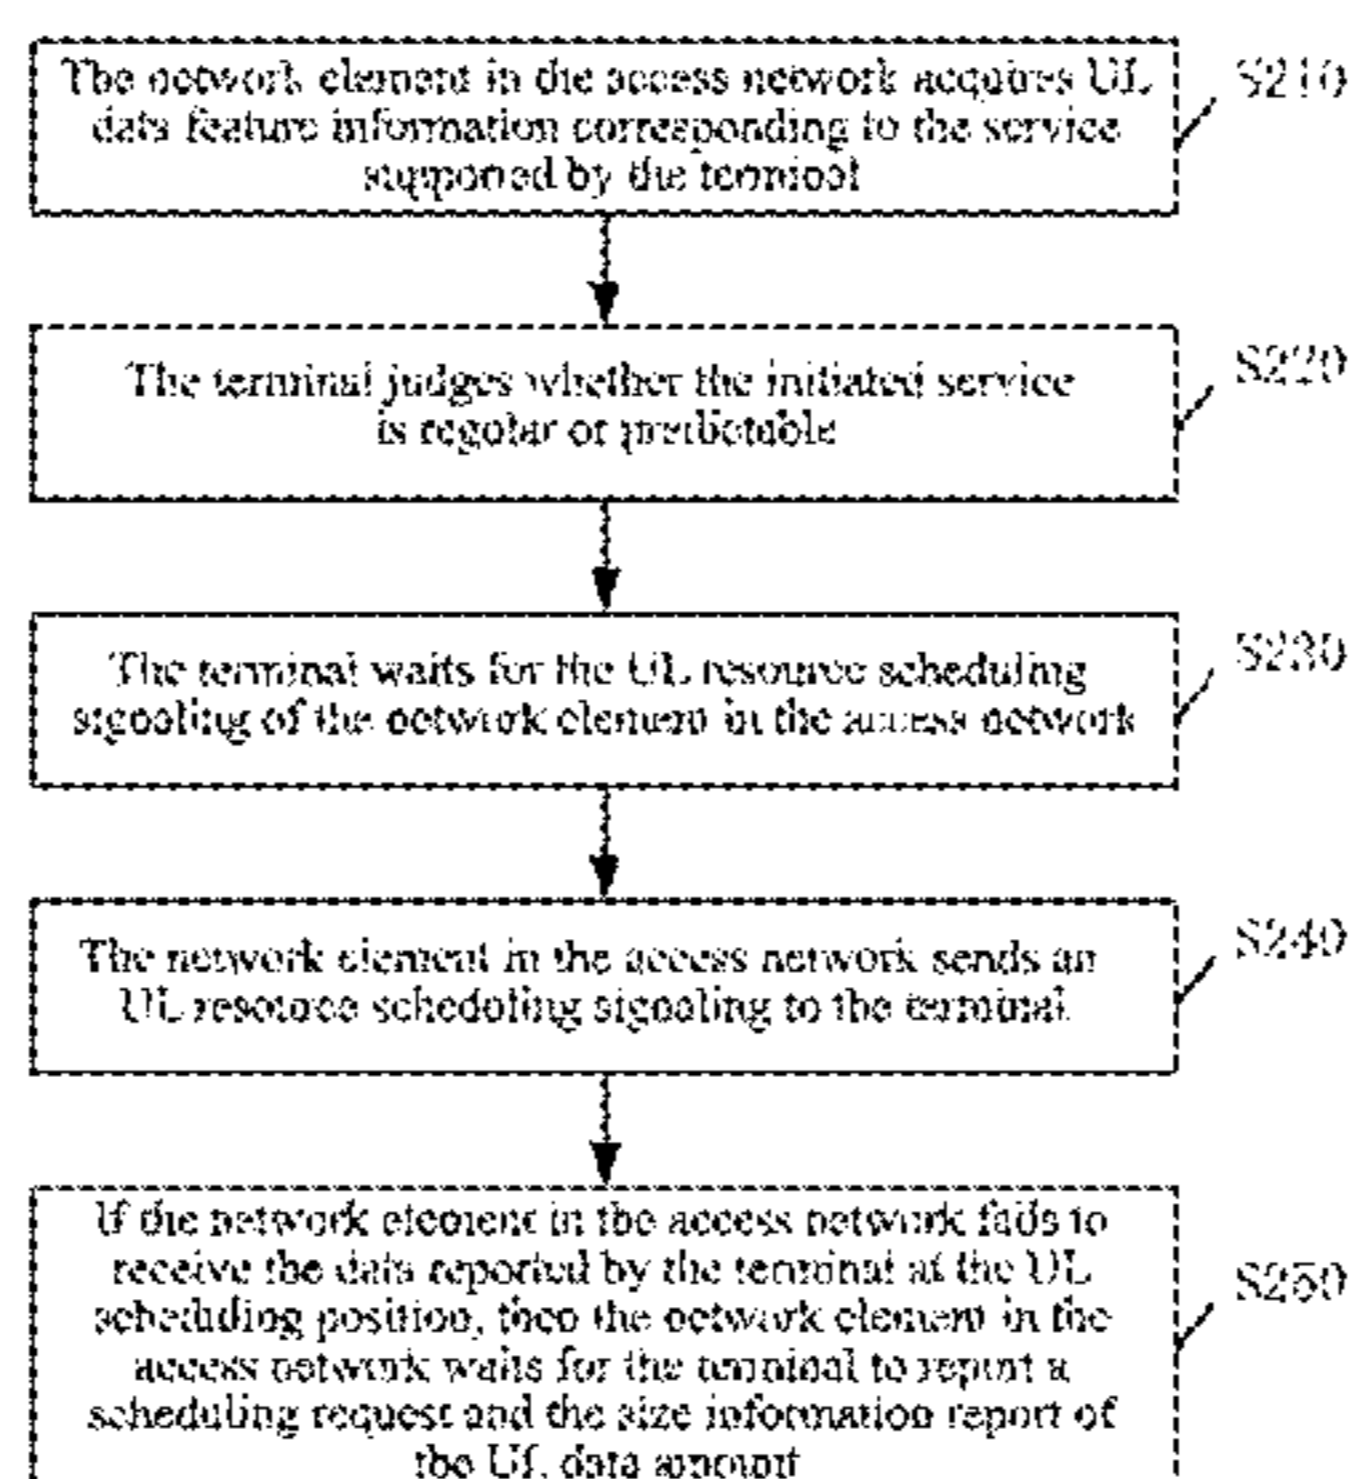 The network element in the access network acquires UL
data feature information corresponding to the service
supported by the terminal
S210
The terminal judges whether the initiated service
is regular or predictable
S220
The terminal waits for the UL resource scheduling
signaling of the network element in the access network
S230
The network element in the access network sends an
UL resource scheduling signaling to the terminal
S240
If the network element in the access network fails to
receive the data reported by the terminal at the UL
scheduling position, then the network element in the
access network waits for the terminal to report a
scheduling request and the size information report of
the UL data amount
S250